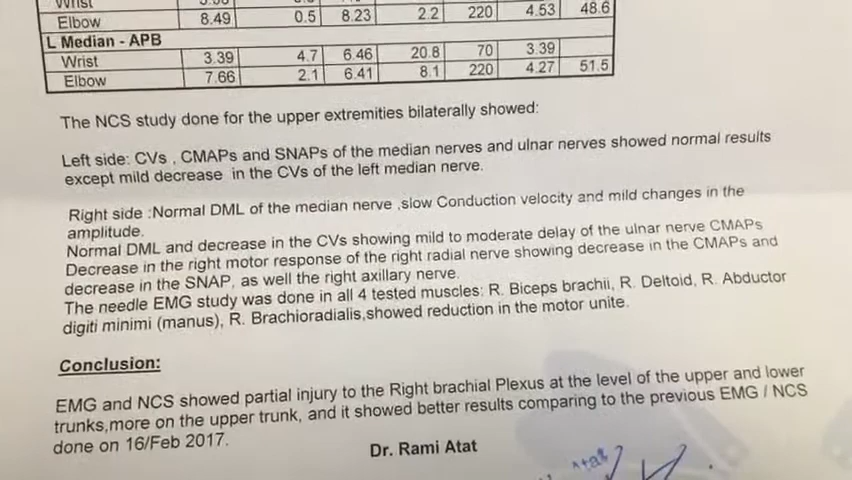 Wrist
Elbow 8.49 0.5 8.23 2.2 220 4.53 48.6
L Median - APB
Wrist 3.39 4.7 6.46 20.8 70 3.39
Elbow 7.66 2.1 6.41 8.1 220 4.27 51.5
The NCS study done for the upper extremities bilaterally showed:
Left side: CVs , CMAPs and SNAPs of the median nerves and ulnar nerves showed normal results
except mild decrease in the CVs of the left median nerve.
Right side :Normal DML of the median nerve ,slow Conduction velocity and mild changes in the
amplitude.
Normal DML and decrease in the CVs showing mild to moderate delay of the ulnar nerve CMAPs
Decrease in the right motor response of the right radial nerve showing decrease in the CMAPs and
decrease in the SNAP, as well the right axillary nerve.
The needle EMG study was done in all 4 tested muscles: R. Biceps brachii, R. Deltoid, R. Abductor
digiti minimi (manus), R. Brachioradialis,showed reduction in the motor unite.
Conclusion:
EMG and NCS showed partial injury to the Right brachial Plexus at the level of the upper and lower
trunks,more on the upper trunk, and it showed better results comparing to the previous EMG / NCS
done on 16/Feb 2017.
Dr. Rami Atat
Atat